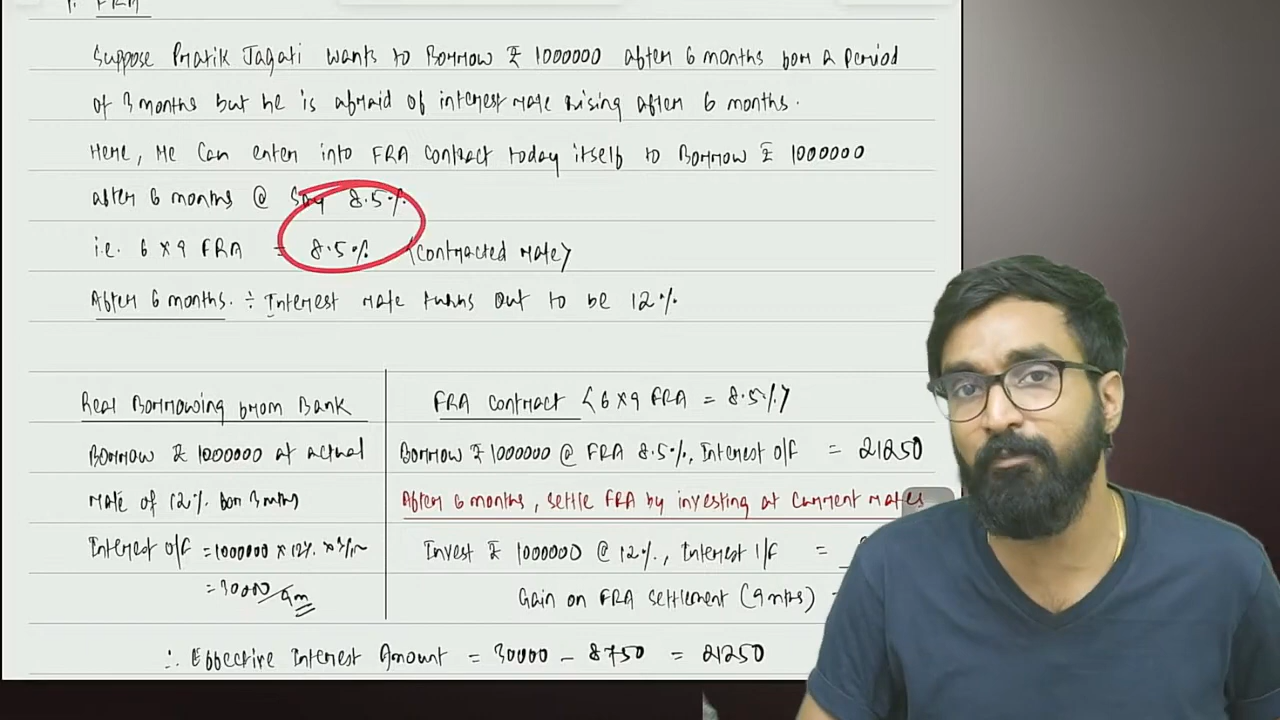 1. FRA
Suppose Pratik Jagati wants to Borrow ₹ 1000000 after 6 months for a period
of 3 months but he is afraid of interest rate rising after 6 months.
Here, He can enter into FRA contract today itself to Borrow ₹ 1000000
after 6 months @ Say 8.5%
i.e. 6 x 9 FRA = 8.5% (contracted rate)
After 6 months :- Interest rate turns out to be 12%
Real Borrowing from Bank
Borrow ₹ 1000000 at actual
rate of 12% for 3 mths
Interest o/f = 1000000 x 12% x 3/12
= 30000
FRA contract (6x9 FRA = 8.5%)
Borrow ₹ 1000000 @ FRA 8.5%, Interest o/f = 21250
After 6 months, settle FRA by investing at current rates
Invest ₹ 1000000 @ 12%, Interest I/f =
Gain on FRA settlement (9mths) =
∴ Effective Interest Amount = 30000 - 8750 = 21250